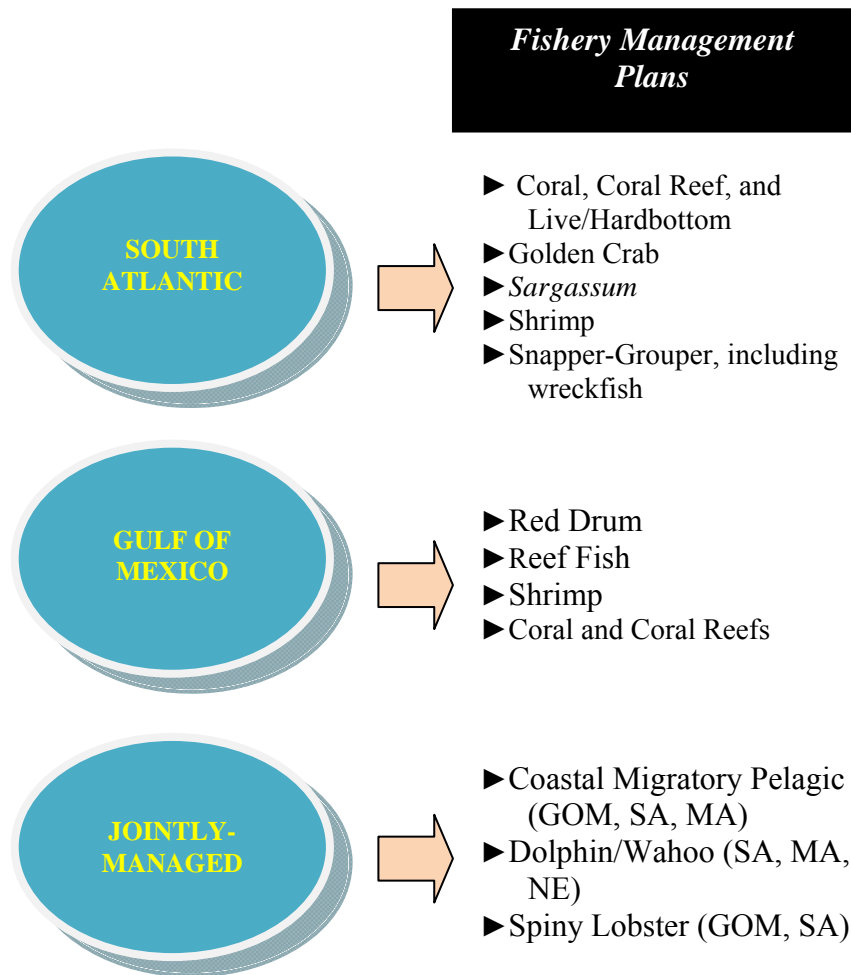 Fishery Management
Plans
SOUTH
ATLANTIC
► Coral, Coral Reef, and
Live/Hardbottom
►Golden Crab
►Sargassum
►Shrimp
►Snapper-Grouper, including
wreckfish
GULF OF
MEXICO
►Red Drum
►Reef Fish
►Shrimp
►Coral and Coral Reefs
JOINTLY-
MANAGED
►Coastal Migratory Pelagic
(GOM, SA, MA)
►Dolphin/Wahoo (SA, MA,
NE)
►Spiny Lobster (GOM, SA)